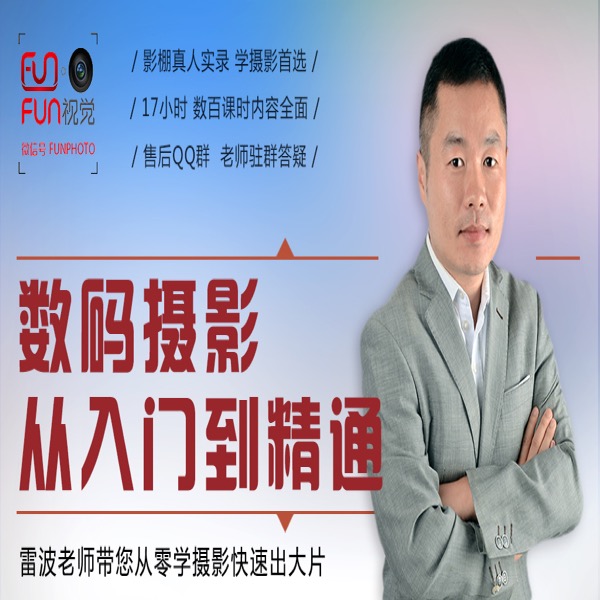 FUN
FUN视觉
微信号 FUNPHOTO
/ 影棚真人实录 学摄影首选 /
/ 17小时 数百课时内容全面 /
/ 售后QQ群 老师驻群答疑 /
数码摄影
从入门到精通
雷波老师带您从零学摄影快速出大片